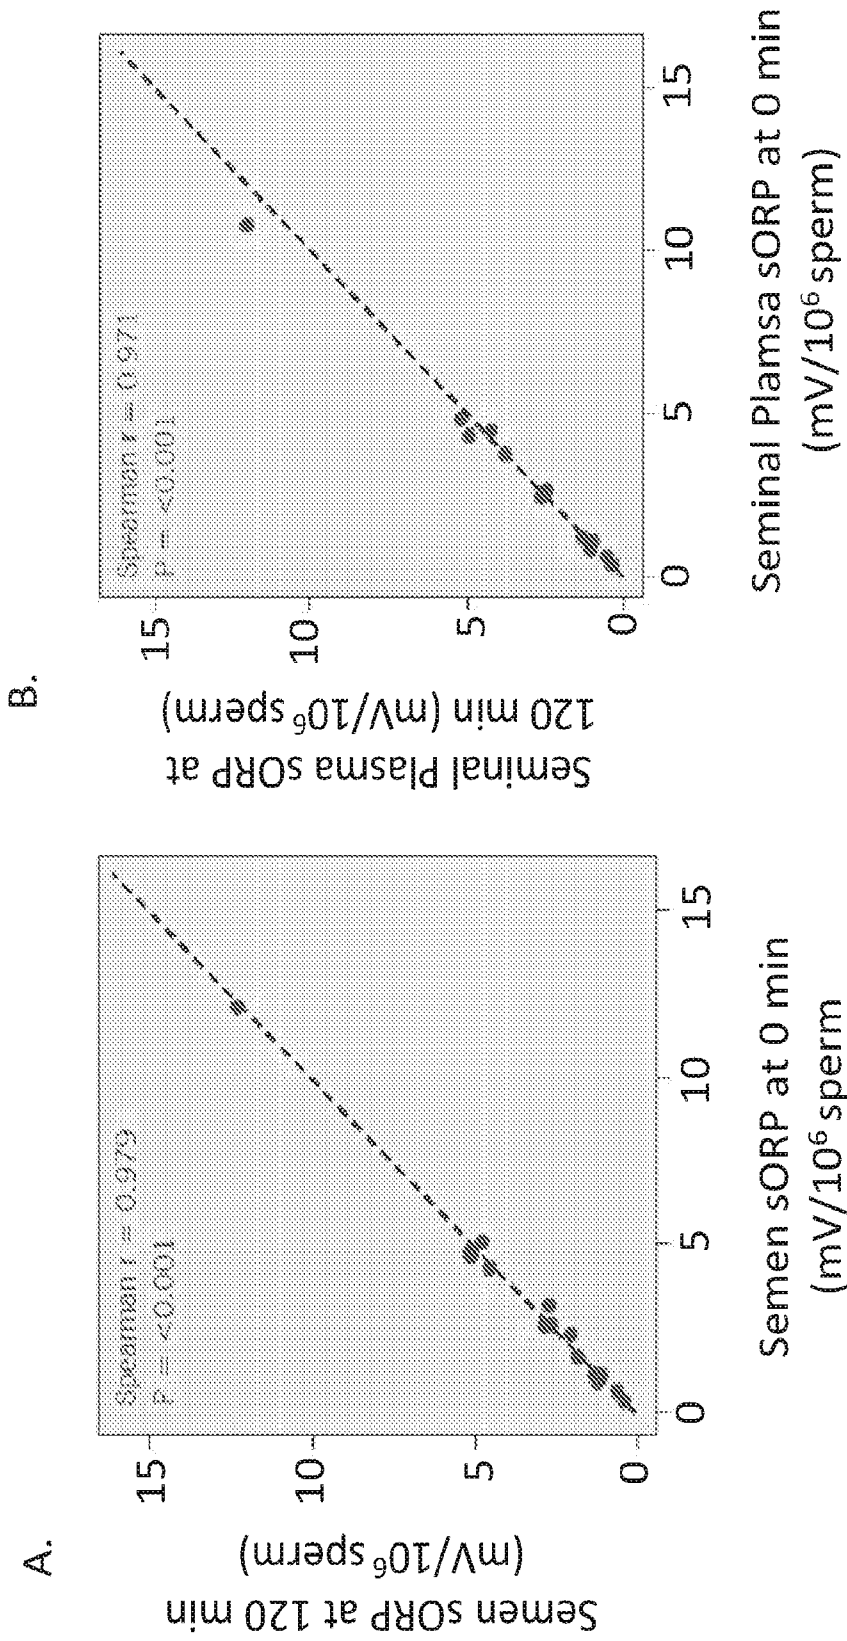 A.
Semen sORP at 120 min
(mV/10⁶ sperm)
15
10
5
0
Spearman r = 0.979
P = <0.001
0
5
10
15
Semen sORP at 0 min
(mV/10⁶ sperm
B.
Seminal Plasma sORP at
120 min (mV/10⁶ sperm)
15
10
5
0
Spearman r = 0.971
P = <0.001
0
5
10
15
Seminal Plamsa sORP at 0 min
(mV/10⁶ sperm)